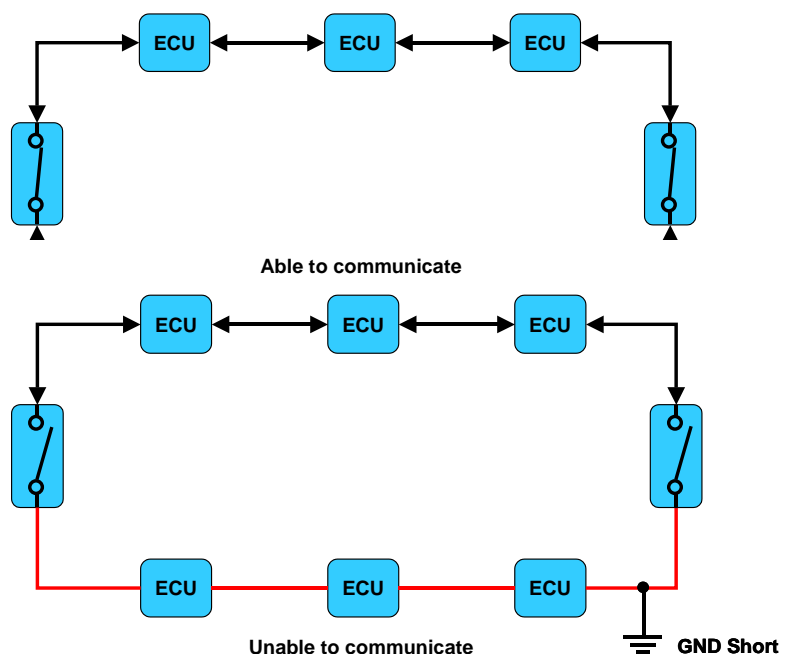 ECU ECU ECU
Able to communicate
ECU ECU ECU
ECU ECU ECU
Unable to communicate
GND Short